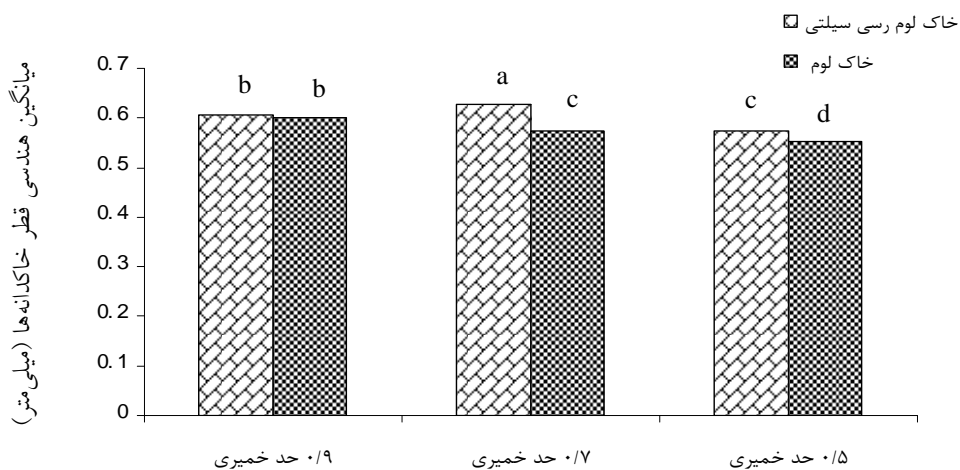 خاک لوم رسی سیلتی
خاک لوم
میانگین هندسی قطر خاکدانه‌ها (میلی‌متر)
0.7
0.6
0.5
0.4
0.3
0.2
0.1
0
b b
a c
c d
۰/۹ حد خمیری
۰/۷ حد خمیری
۰/۵ حد خمیری